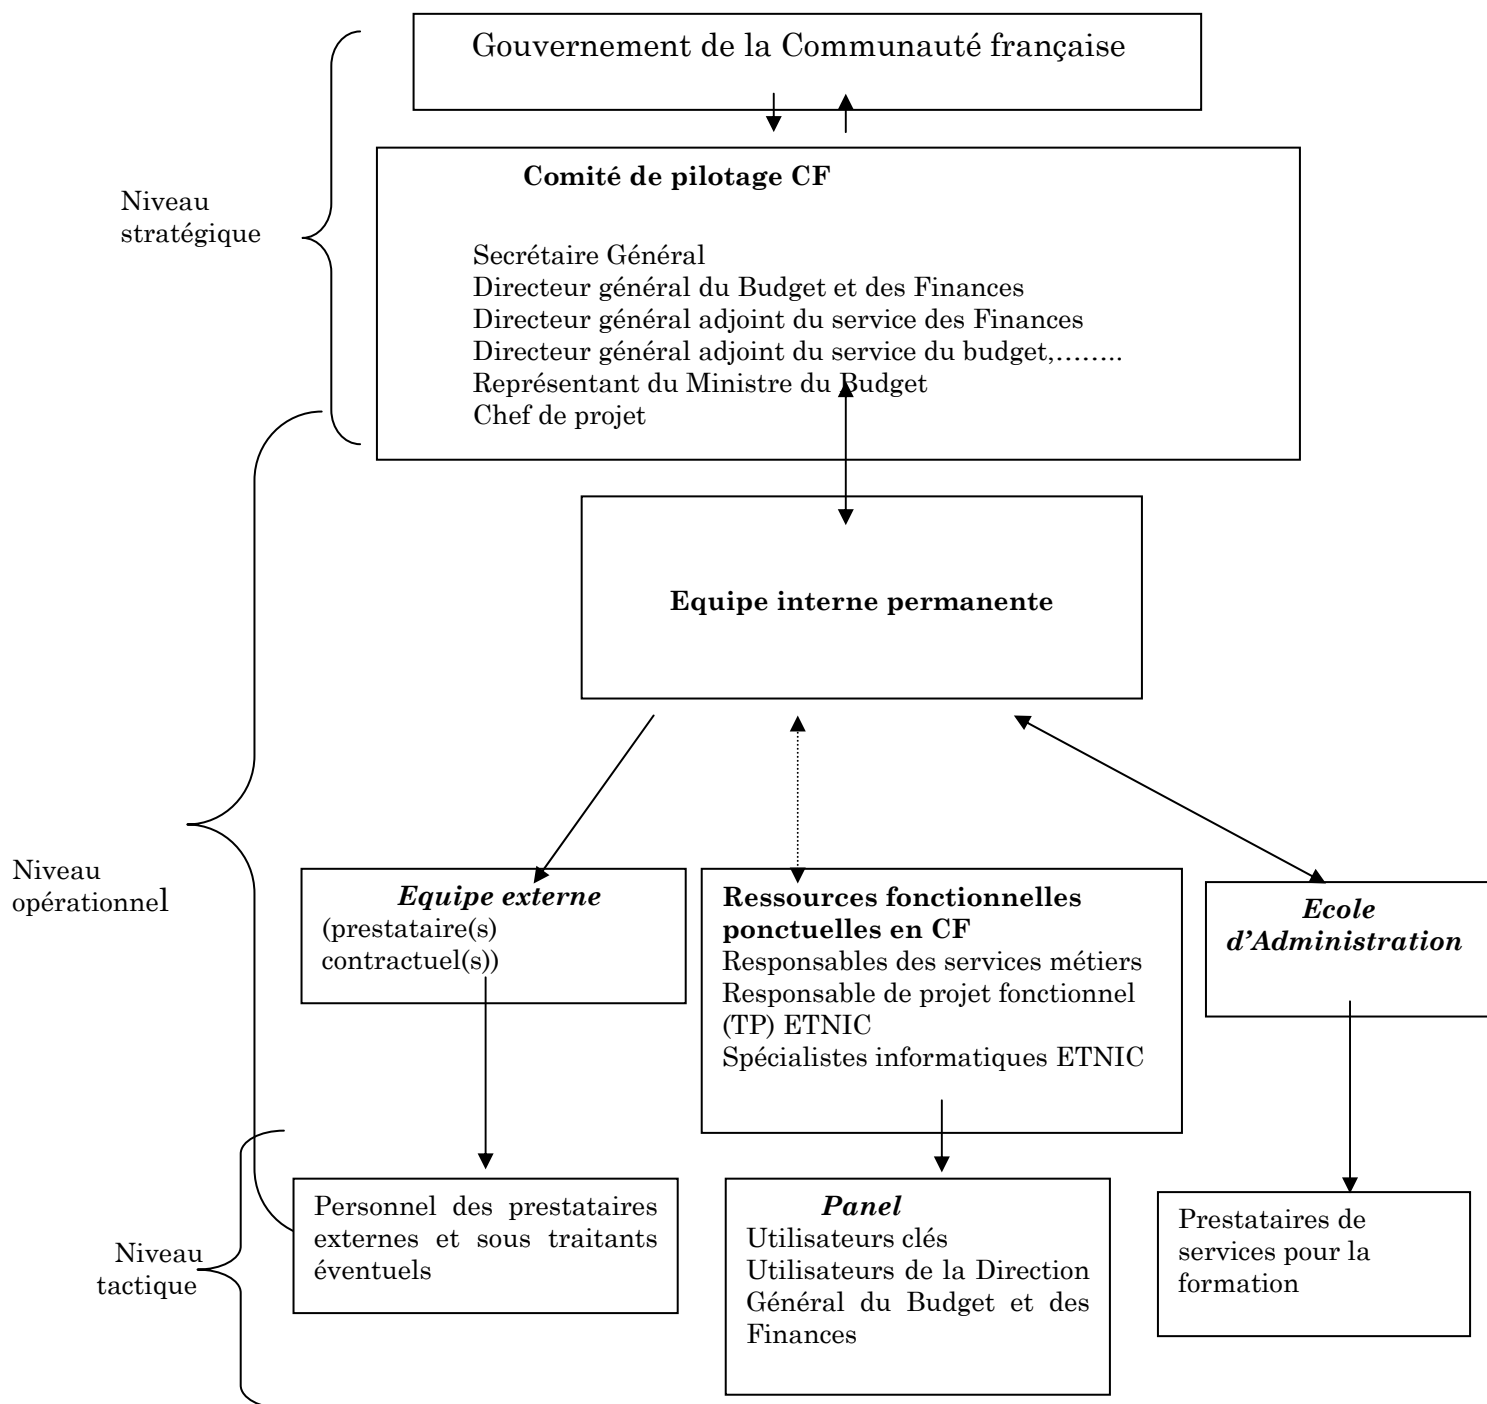 Gouvernement de la Communauté française
Comité de pilotage CF
Niveau
stratégique
Secrétaire Général
Directeur général du Budget et des Finances
Directeur général adjoint du service des Finances
Directeur général adjoint du service du budget,……..
Représentant du Ministre du Budget
Chef de projet
Equipe interne permanente
Niveau
opérationnel
Equipe externe
(prestataire(s)
contractuel(s))
Ressources fonctionnelles
ponctuelles en CF
Responsables des services métiers
Responsable de projet fonctionnel
(TP) ETNIC
Spécialistes informatiques ETNIC
Ecole
d’Administration
Niveau
tactique
Personnel des prestataires
externes et sous traitants
éventuels
Panel
Utilisateurs clés
Utilisateurs de la Direction
Général du Budget et des
Finances
Prestataires de
services pour la
formation